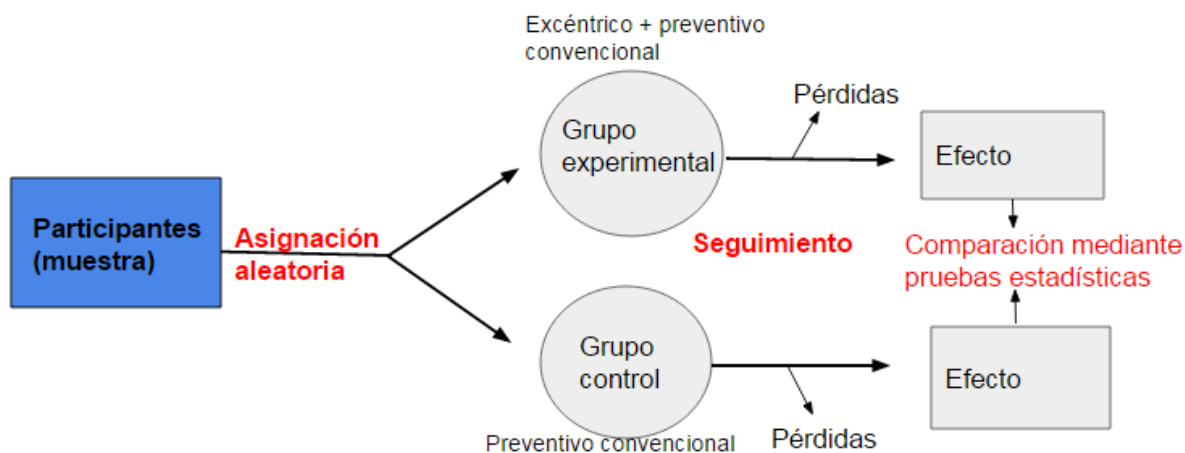 Excéntrico + preventivo
convencional
Pérdidas
Grupo
experimental
Efecto
Participantes
(muestra)
Asignación
aleatoria
Seguimiento
Comparación mediante
pruebas estadísticas
Grupo
control
Efecto
Preventivo convencional
Pérdidas